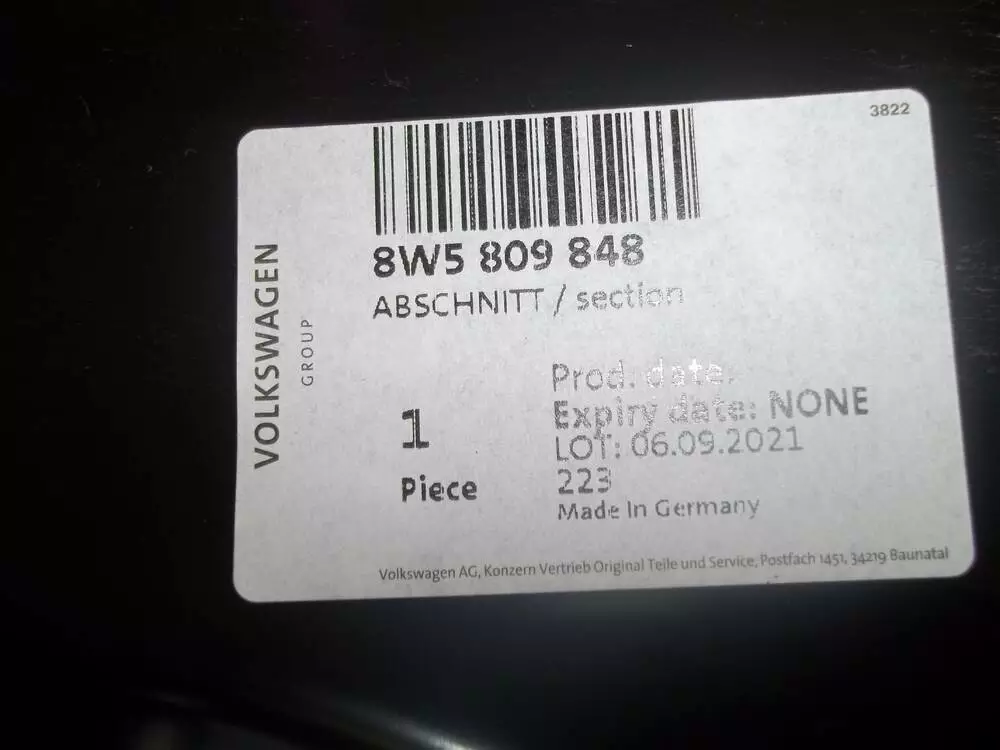 3822
8W5 809 848
ABSCHNITT / section
VOLKSWAGEN
GROUP
Prod. date:
Expiry date: NONE
1
LOT: 06.09.2021
Piece
223
Made In Germany
Volkswagen AG, Konzern Vertrieb Original Teile und Service, Postfach 1451, 34219 Baunatal